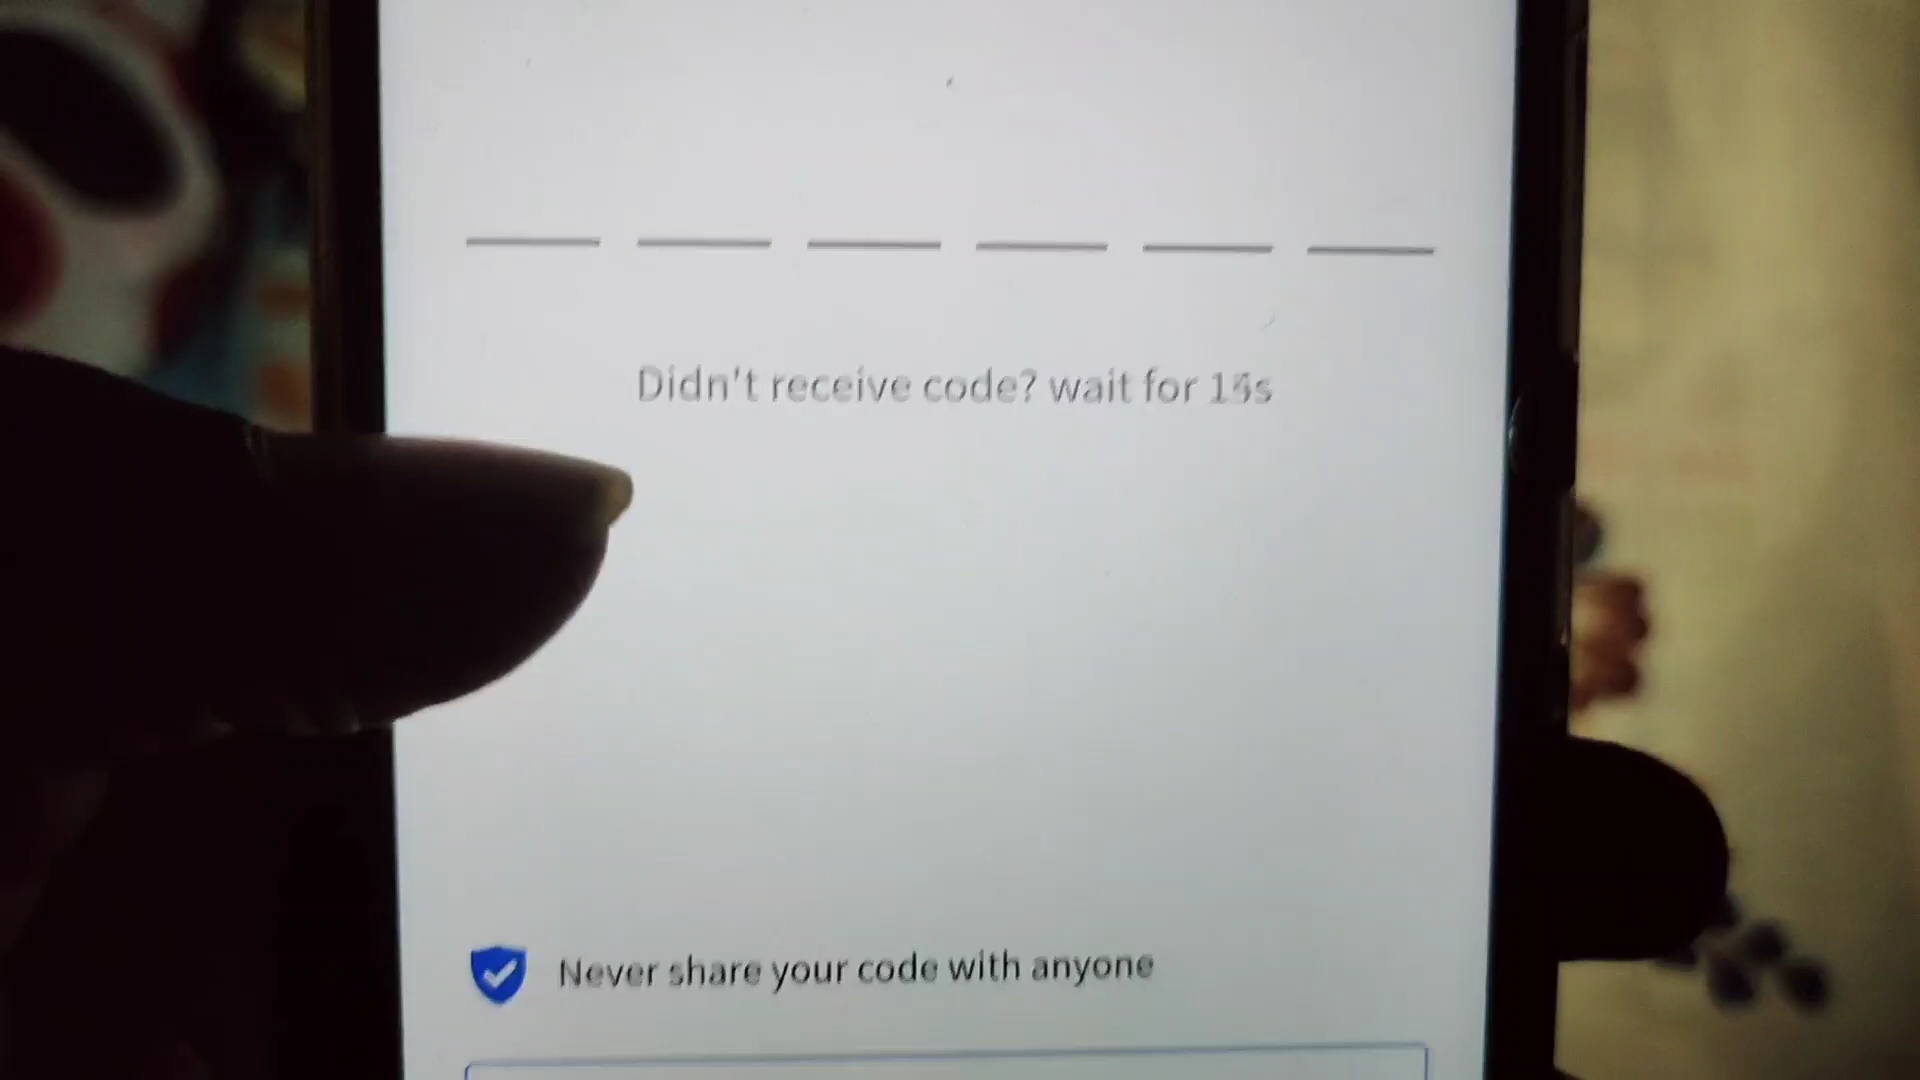 Didn't receive code? wait for
Never share your code with anyone